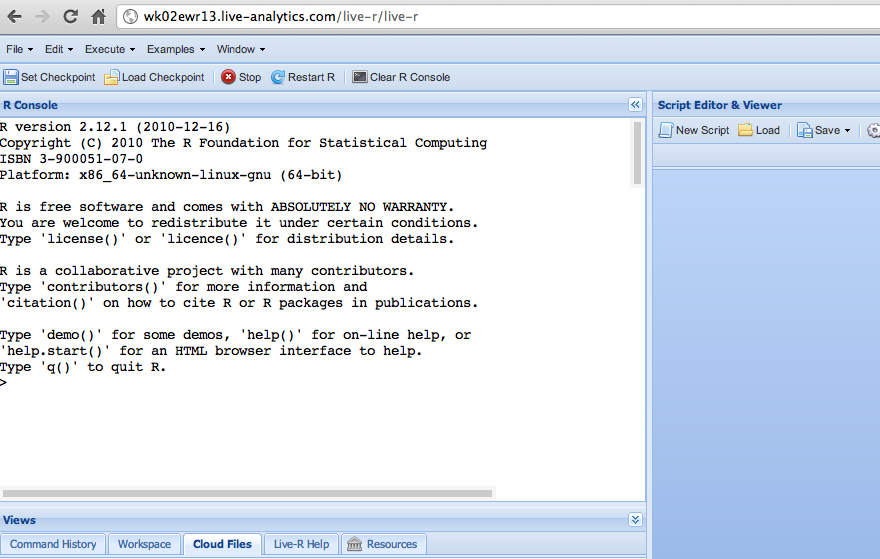 wk02ewr13.live-analytics.com/live-r/live-r
File Edit Execute Examples Window
Set Checkpoint Load Checkpoint Stop Restart R Clear R Console
R Console
R version 2.12.1 (2010-12-16)
Copyright (C) 2010 The R Foundation for Statistical Computing
ISBN 3-900051-07-0
Platform: x86_64-unknown-linux-gnu (64-bit)
R is free software and comes with ABSOLUTELY NO WARRANTY.
You are welcome to redistribute it under certain conditions.
Type 'license()' or 'licence()' for distribution details.
R is a collaborative project with many contributors.
Type 'contributors()' for more information and
'citation()' on how to cite R or R packages in publications.
Type 'demo()' for some demos, 'help()' for on-line help, or
'help.start()' for an HTML browser interface to help.
Type 'q()' to quit R.
>
Script Editor & Viewer
New Script Load Save
Views
Command History Workspace Cloud Files Live-R Help Resources